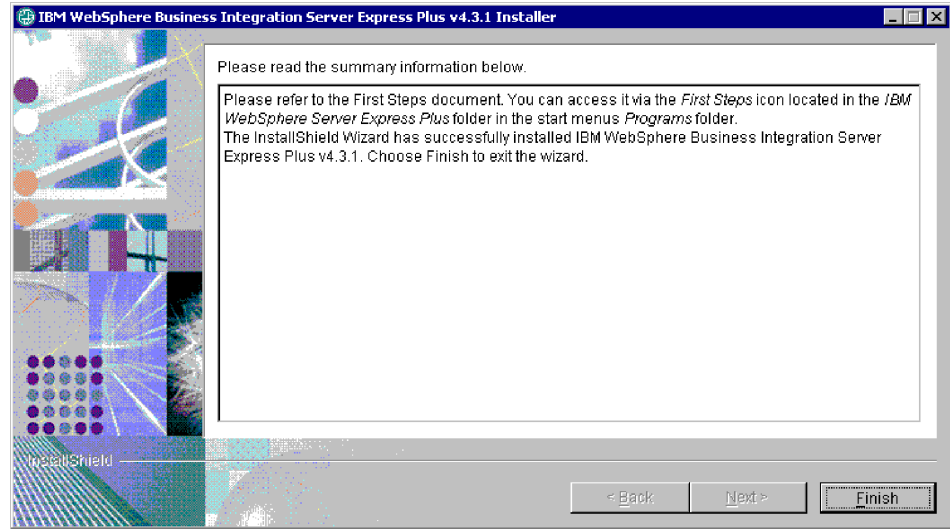 IBM WebSphere Business Integration Server Express Plus v4.3.1 Installer
Please read the summary information below.
Please refer to the First Steps document. You can access it via the First Steps icon located in the IBM
WebSphere Server Express Plus folder in the start menus Programs folder.
The InstallShield Wizard has successfully installed IBM WebSphere Business Integration Server
Express Plus v4.3.1. Choose Finish to exit the wizard.
InstallShield
< Back
Next >
Finish